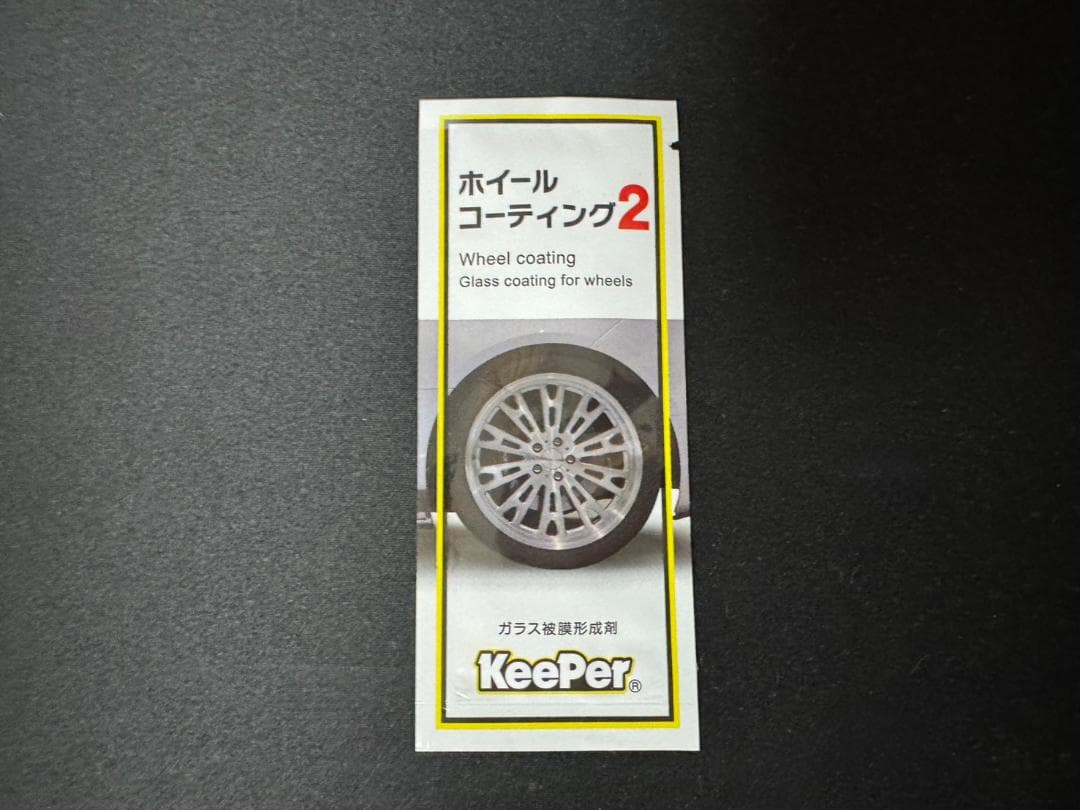 ホイール
コーティング2
Wheel coating
Glass coating for wheels
ガラス被膜形成剤
KeePer®